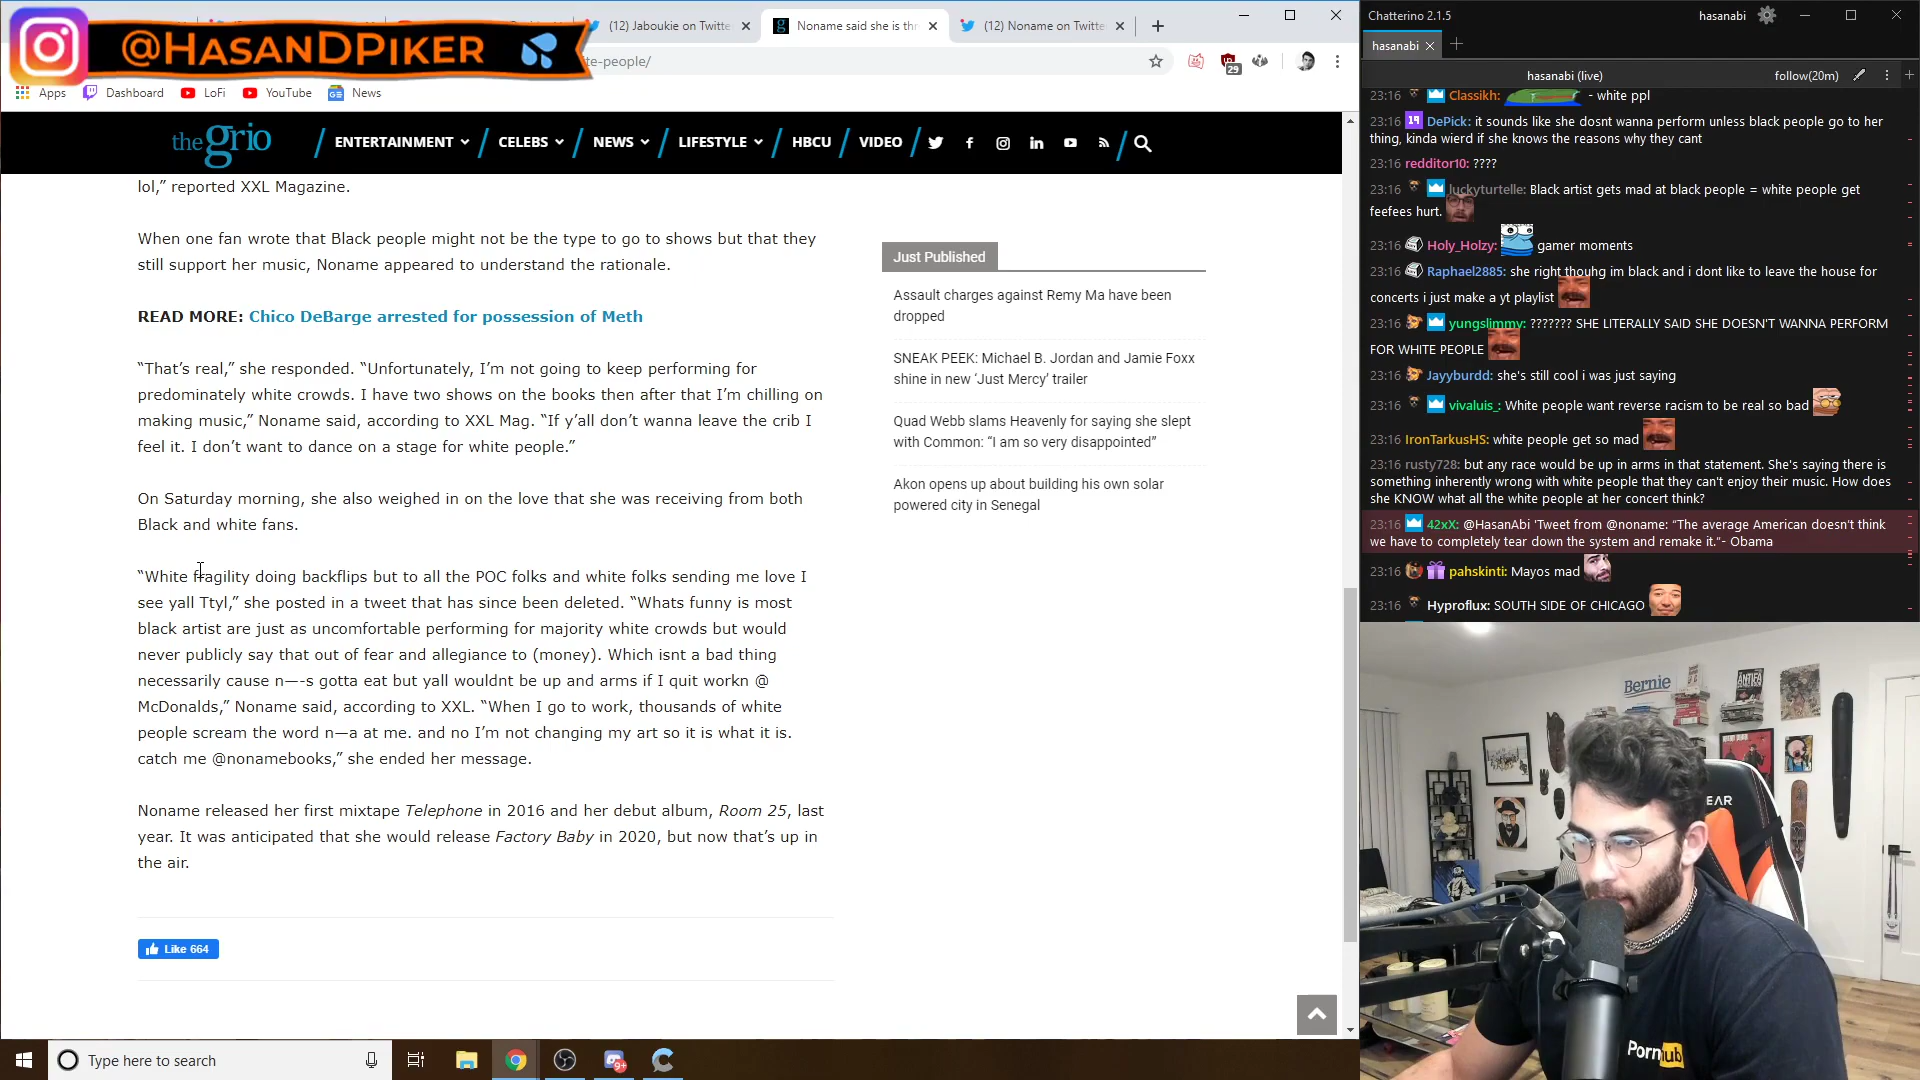 @HASANDPIKER
(12) Jaboukie on Twitte
Noname said she is thr
(12) Noname on Twitte
te-people/
29
Apps
Dashboard
LoFi
YouTube
News
the grio
ENTERTAINMENT
CELEBS
NEWS
LIFESTYLE
HBCU
VIDEO
lol,” reported XXL Magazine.
When one fan wrote that Black people might not be the type to go to shows but that they
still support her music, Noname appeared to understand the rationale.
READ MORE: Chico DeBarge arrested for possession of Meth
“That’s real,” she responded. “Unfortunately, I’m not going to keep performing for
predominately white crowds. I have two shows on the books then after that I’m chilling on
making music,” Noname said, according to XXL Mag. “If y’all don’t wanna leave the crib I
feel it. I don’t want to dance on a stage for white people.”
On Saturday morning, she also weighed in on the love that she was receiving from both
Black and white fans.
“White fragility doing backflips but to all the POC folks and white folks sending me love I
see yall Ttyl,” she posted in a tweet that has since been deleted. “Whats funny is most
black artist are just as uncomfortable performing for majority white crowds but would
never publicly say that out of fear and allegiance to (money). Which isnt a bad thing
necessarily cause n—-s gotta eat but yall wouldnt be up and arms if I quit workn @
McDonalds,” Noname said, according to XXL. “When I go to work, thousands of white
people scream the word n—a at me. and no I’m not changing my art so it is what it is.
catch me @nonamebooks,” she ended her message.
Noname released her first mixtape Telephone in 2016 and her debut album, Room 25, last
year. It was anticipated that she would release Factory Baby in 2020, but now that’s up in
the air.
Like 664
Just Published
Assault charges against Remy Ma have been
dropped
SNEAK PEEK: Michael B. Jordan and Jamie Foxx
shine in new ‘Just Mercy’ trailer
Quad Webb slams Heavenly for saying she slept
with Common: “I am so very disappointed”
Akon opens up about building his own solar
powered city in Senegal
Type here to search
Chatterino 2.1.5
hasanabi
hasanabi
hasanabi (live)
follow(20m)
23:16 Classikh: - white ppl
23:16 19 DePick: it sounds like she dosnt wanna perform unless black people go to her
thing, kinda wierd if she knows the reasons why they cant
23:16 redditor10: ????
23:16 luckyturtelle: Black artist gets mad at black people = white people get
feefees hurt.
23:16 Holy_Holzy: gamer moments
23:16 Raphael2885: she right thouhg im black and i dont like to leave the house for
concerts i just make a yt playlist
23:16 yungslimmy: ??????? SHE LITERALLY SAID SHE DOESN'T WANNA PERFORM
FOR WHITE PEOPLE
23:16 Jayyburdd: she's still cool i was just saying
23:16 vivaluis_: White people want reverse racism to be real so bad
23:16 IronTarkusHS: white people get so mad
23:16 rusty728: but any race would be up in arms in that statement. She's saying there is
something inherently wrong with white people that they can't enjoy their music. How does
she KNOW what all the white people at her concert think?
23:16 42xX: @HasanAbi 'Tweet from @noname: “The average American doesn't think
we have to completely tear down the system and remake it.”- Obama
23:16 pahskinti: Mayos mad
23:16 Hyproflux: SOUTH SIDE OF CHICAGO
Bernie
ANTIFA
EAR
Pornhub